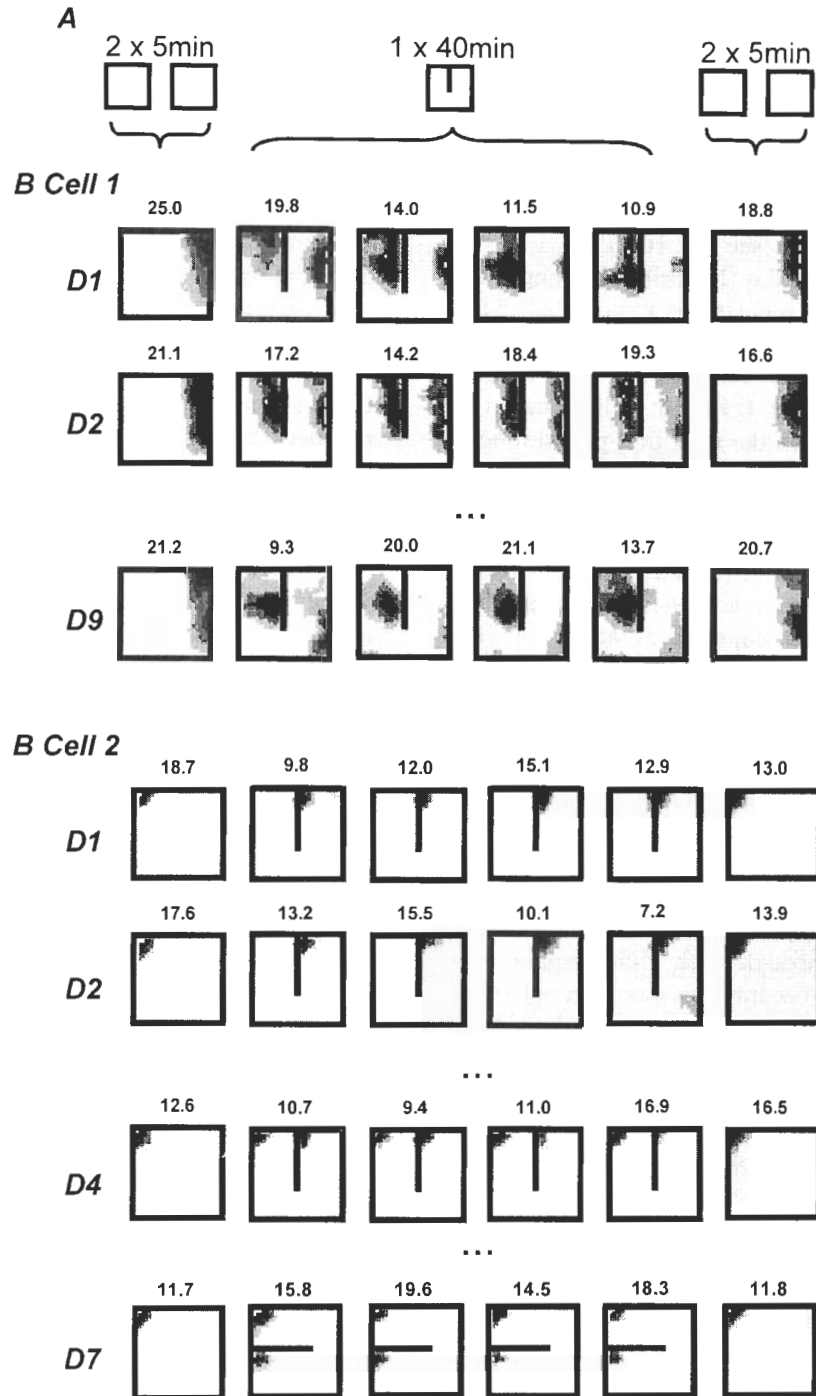 A
2 x 5min 1 x 40min 2 x 5min
B Cell 1
25.0 19.8 14.0 11.5 10.9 18.8
D1
21.1 17.2 14.2 18.4 19.3 16.6
D2
...
21.2 9.3 20.0 21.1 13.7 20.7
D9
B Cell 2
18.7 9.8 12.0 15.1 12.9 13.0
D1
17.6 13.2 15.5 10.1 7.2 13.9
D2
...
12.6 10.7 9.4 11.0 16.9 16.5
D4
...
11.7 15.8 19.6 14.5 18.3 11.8
D7